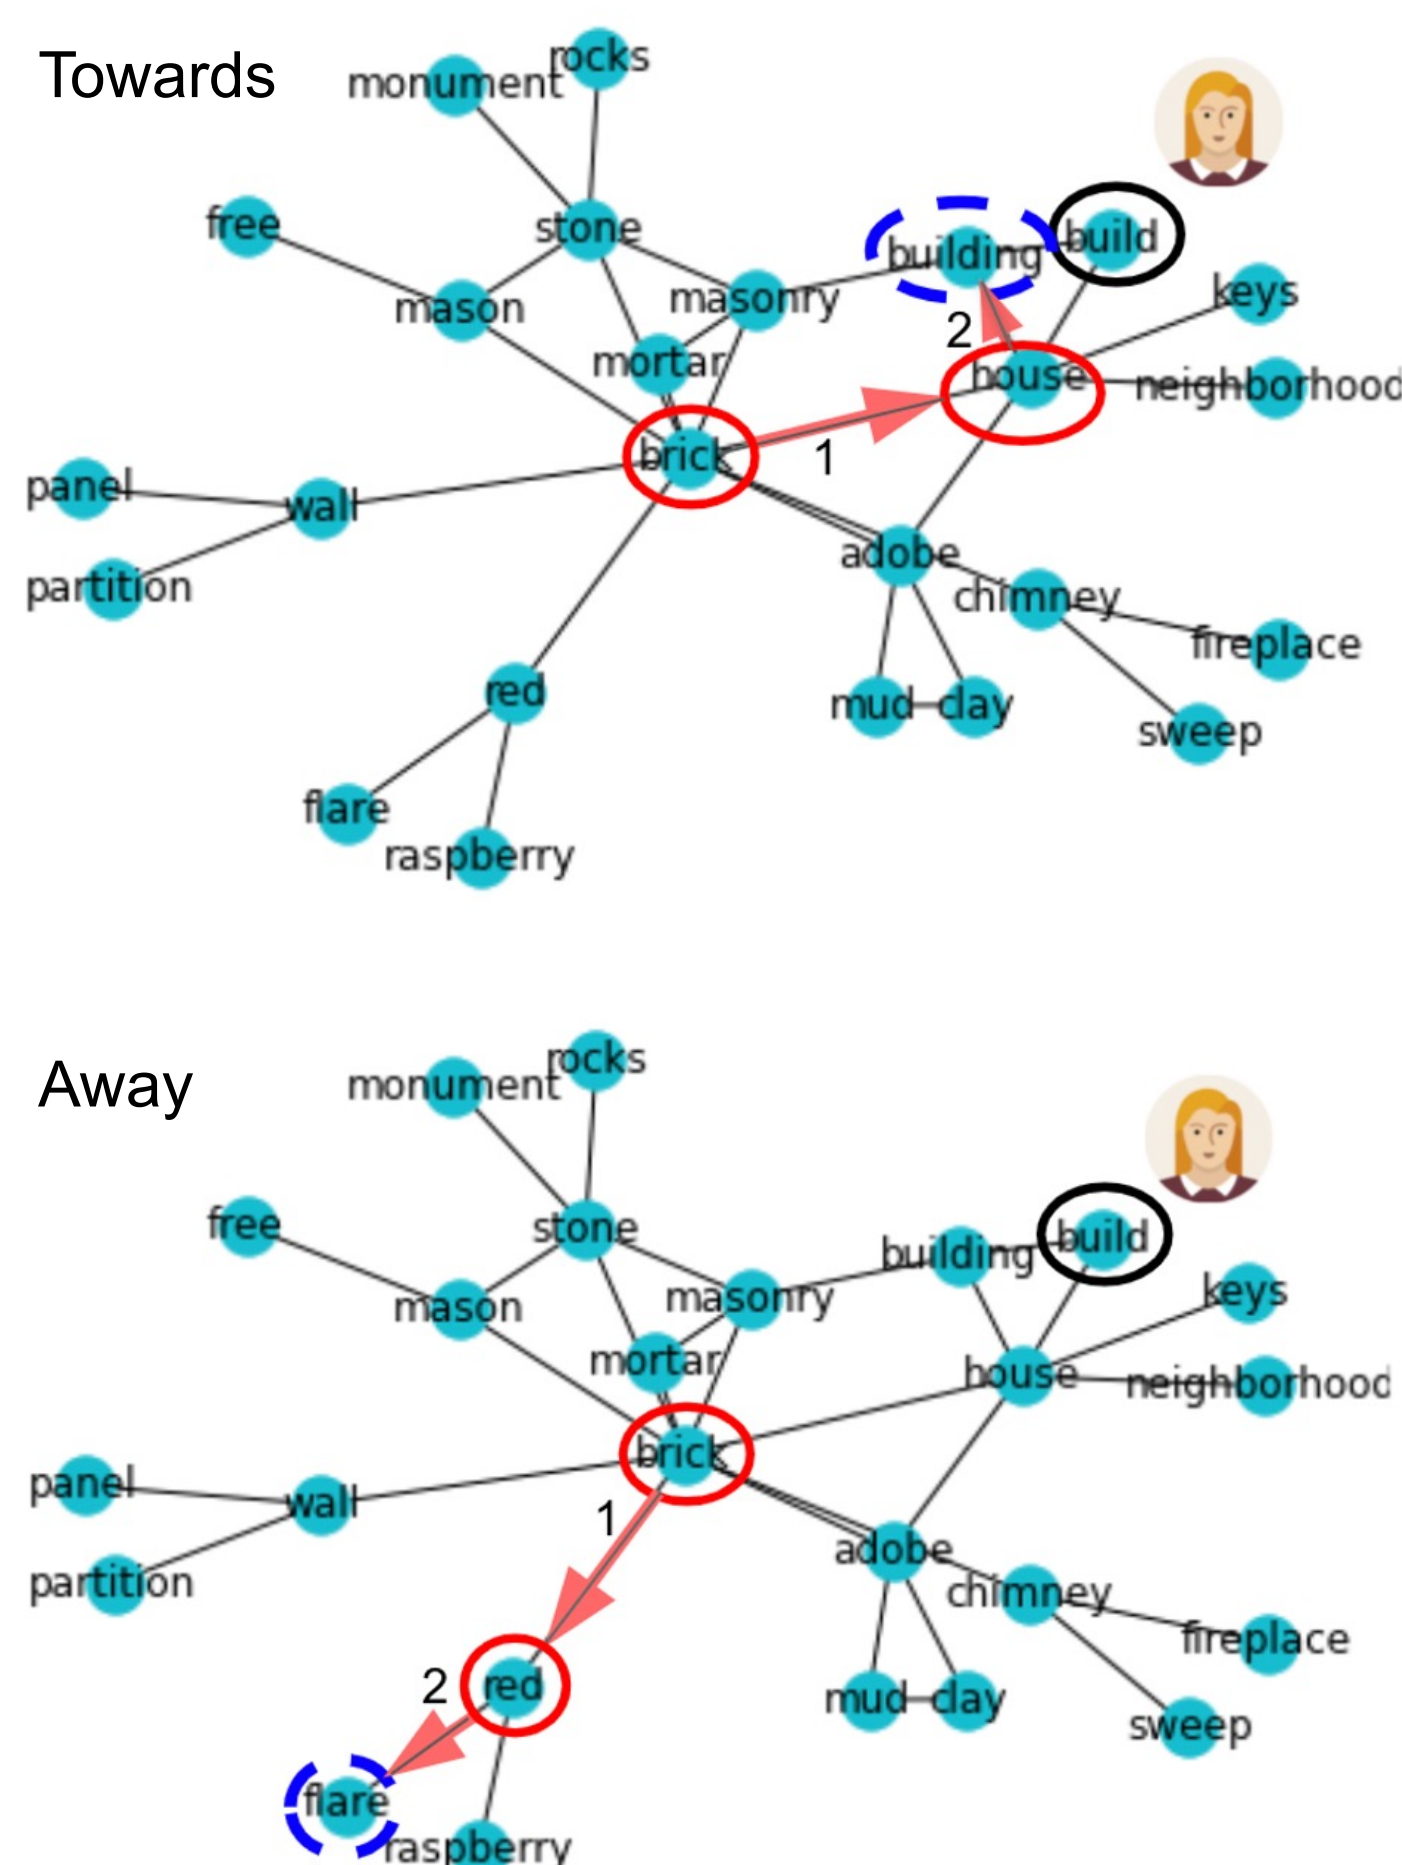 Towards
rocks
monument
free
stone
building
build
mason
masonry
keys
2
mortar
house
neighborhood
brick
1
panel
wall
adobe
partition
chimney
fireplace
red
mud
clay
sweep
flare
raspberry
Away
rocks
monument
free
stone
building
build
mason
masonry
keys
mortar
house
neighborhood
brick
panel
wall
1
adobe
partition
chimney
fireplace
2
red
mud
clay
sweep
flare
raspberry